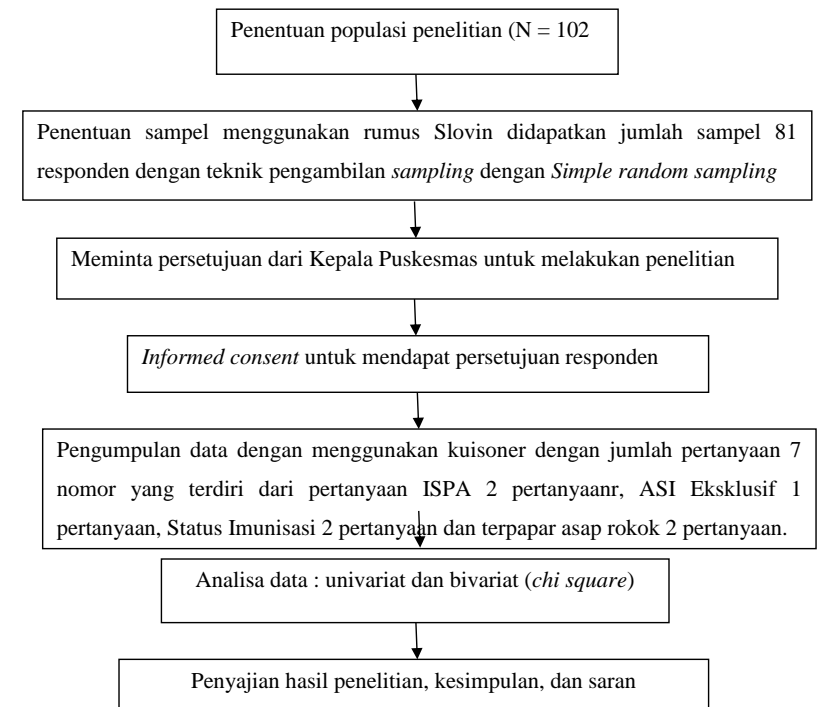 Penentuan populasi penelitian (N = 102
Penentuan sampel menggunakan rumus Slovin didapatkan jumlah sampel 81
responden dengan teknik pengambilan sampling dengan Simple random sampling
Meminta persetujuan dari Kepala Puskesmas untuk melakukan penelitian
Informed consent untuk mendapat persetujuan responden
Pengumpulan data dengan menggunakan kuisoner dengan jumlah pertanyaan 7
nomor yang terdiri dari pertanyaan ISPA 2 pertanyaanr, ASI Eksklusif 1
pertanyaan, Status Imunisasi 2 pertanyaan dan terpapar asap rokok 2 pertanyaan.
Analisa data : univariat dan bivariat (chi square)
Penyajian hasil penelitian, kesimpulan, dan saran